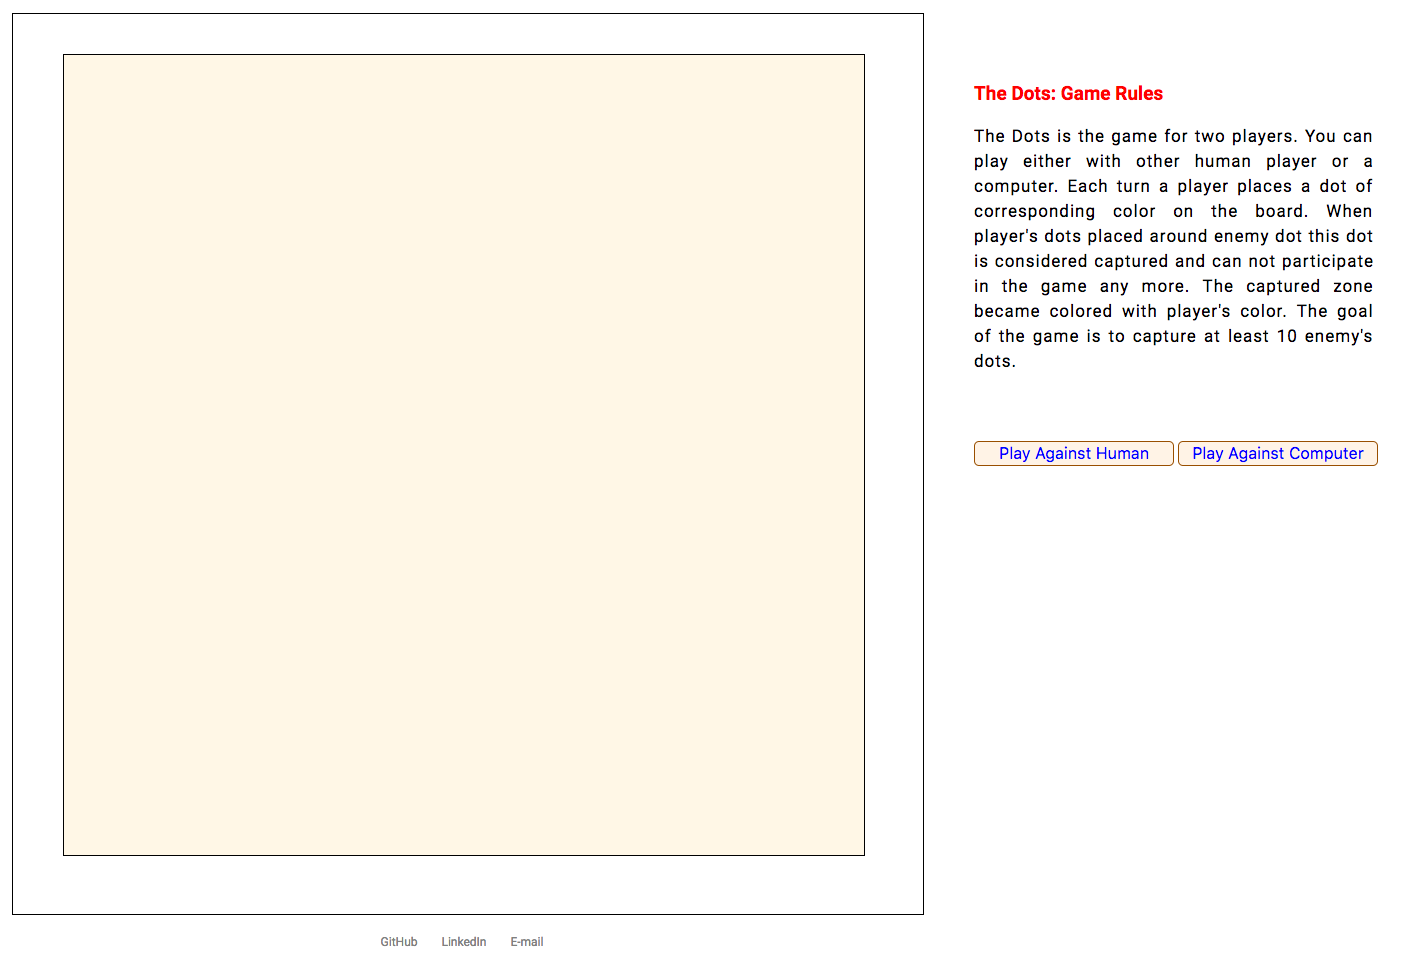 The Dots: Game Rules
The Dots is the game for two players. You can
play either with other human player or a
computer. Each turn a player places a dot of
corresponding color on the board. When
player's dots placed around enemy dot this dot
is considered captured and can not participate
in the game any more. The captured zone
became colored with player's color. The goal
of the game is to capture at least 10 enemy's
dots.
Play Against Human
Play Against Computer
GitHub LinkedIn E-mail